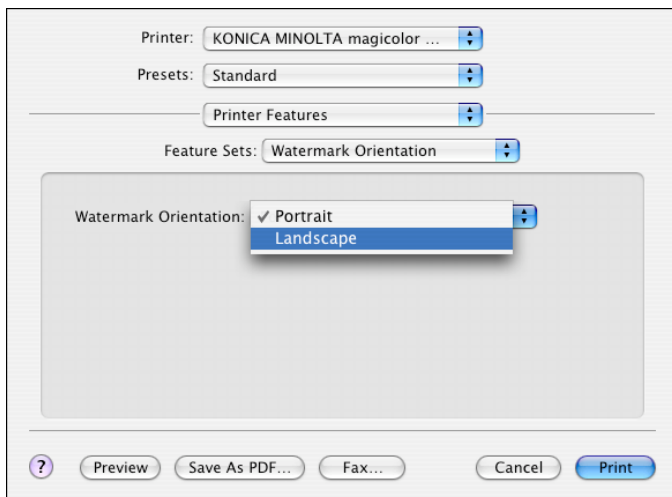 Printer: KONICA MINOLTA magicolor ...
Presets: Standard
Printer Features
Feature Sets: Watermark Orientation
Watermark Orientation: ✓ Portrait
Landscape
? Preview Save As PDF... Fax... Cancel Print